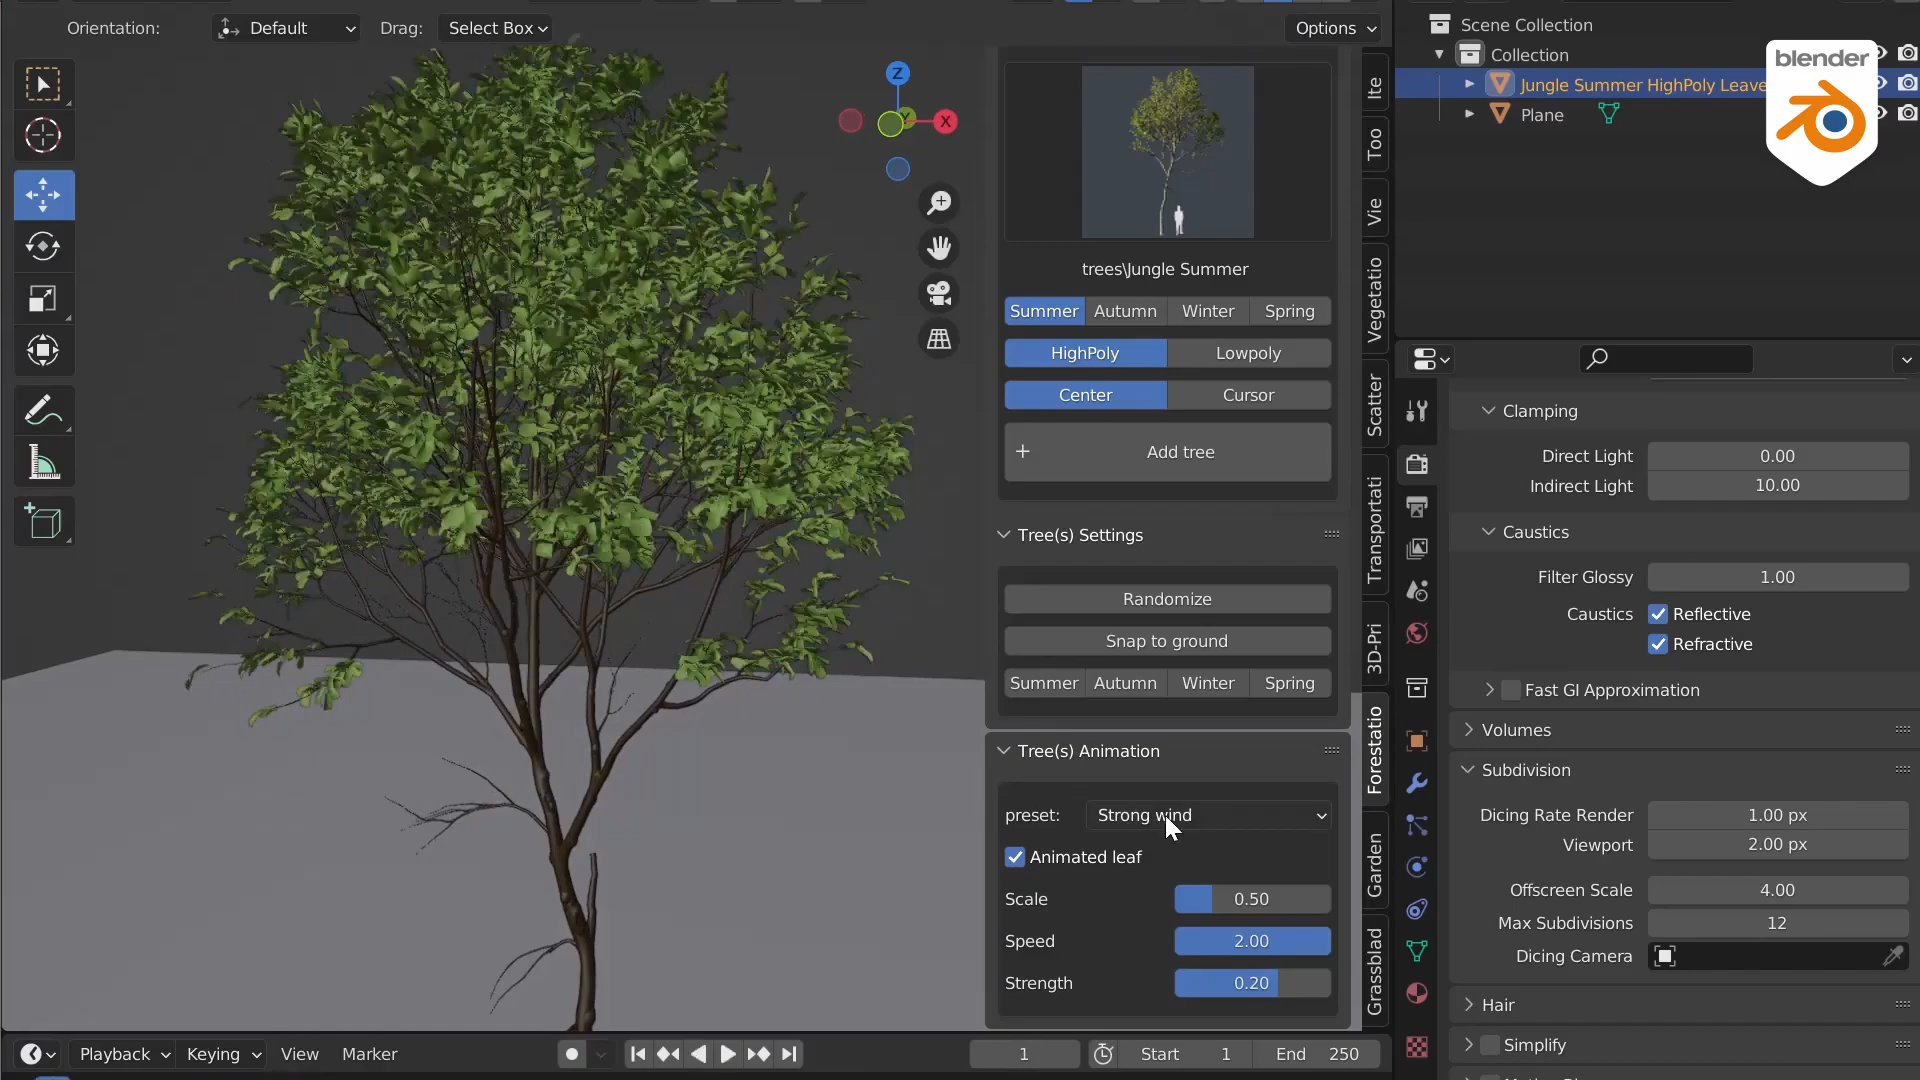 Orientation: Default Drag: Select Box Options
Z
Y X
trees\Jungle Summer
Summer Autumn Winter Spring
HighPoly Lowpoly
Center Cursor
+ Add tree
Tree(s) Settings
Randomize
Snap to ground
Summer Autumn Winter Spring
Tree(s) Animation
preset: Strong wind
Animated leaf
Scale 0.50
Speed 2.00
Strength 0.20
Ite
Too
Vie
Vegetatio
Scatter
Transportati
3D-Pri
Forestatio
Garden
Grassblad
Scene Collection
Collection
Jungle Summer HighPoly Leave
Plane
blender
Clamping
Direct Light 0.00
Indirect Light 10.00
Caustics
Filter Glossy 1.00
Caustics Reflective
Refractive
Fast GI Approximation
Volumes
Subdivision
Dicing Rate Render 1.00 px
Viewport 2.00 px
Offscreen Scale 4.00
Max Subdivisions 12
Dicing Camera
Hair
Simplify
Playback Keying View Marker 1 Start 1 End 250